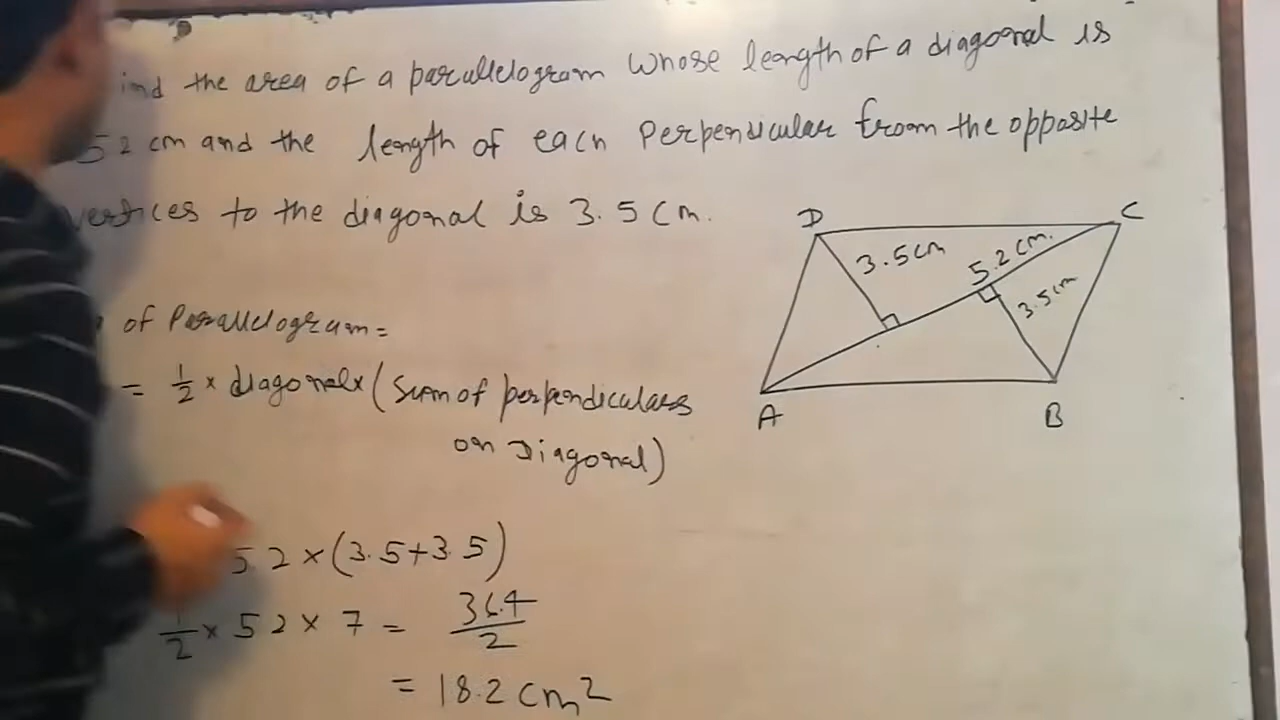 ind the area of a parallelogram whose length of a diagonal is
5 2 cm and the length of each perpendicular from the opposite
vertices to the diagonal is 3.5 cm.
D
C
3.5cm
5.2 cm.
3.5cm
A
B
of Parallelogram =
= 1/2 × diagonal × (Sum of perpendiculars
on Diagonal)
5 2 × (3.5+3 5)
1/2 × 5 2 × 7 = 36.4/2
= 18.2 cm²